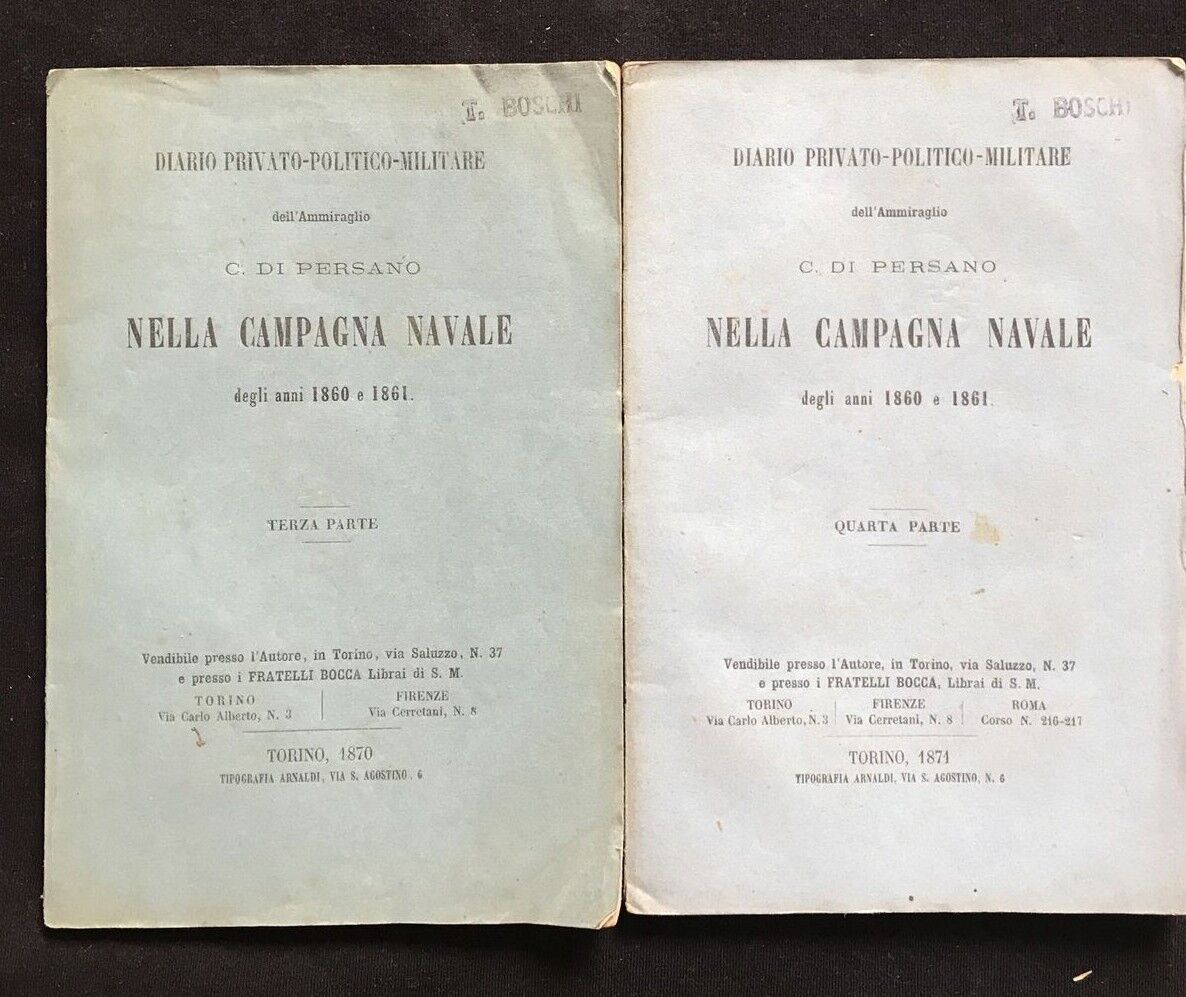 T. BOSCHI
DIARIO PRIVATO-POLITICO-MILITARE
dell'Ammiraglio
C. DI PERSANO
NELLA CAMPAGNA NAVALE
degli anni 1860 e 1861.
TERZA PARTE
Vendibile presso l'Autore, in Torino, via Saluzzo, N. 37
e presso i FRATELLI BOCCA Librai di S. M.
TORINO FIRENZE
Via Carlo Alberto, N. 3 Via Cerretani, N. 8
TORINO, 1870
TIPOGRAFIA ARNALDI, VIA S. AGOSTINO, 6
T. BOSCHI
DIARIO PRIVATO-POLITICO-MILITARE
dell'Ammiraglio
C. DI PERSANO
NELLA CAMPAGNA NAVALE
degli anni 1860 e 1861.
QUARTA PARTE
Vendibile presso l'Autore, in Torino, via Saluzzo, N. 37
e presso i FRATELLI BOCCA, Librai di S. M.
TORINO FIRENZE ROMA
Via Carlo Alberto, N. 3 Via Cerretani, N. 8 Corso N. 216-217
TORINO, 1871
TIPOGRAFIA ARNALDI, VIA S. AGOSTINO, N. 6